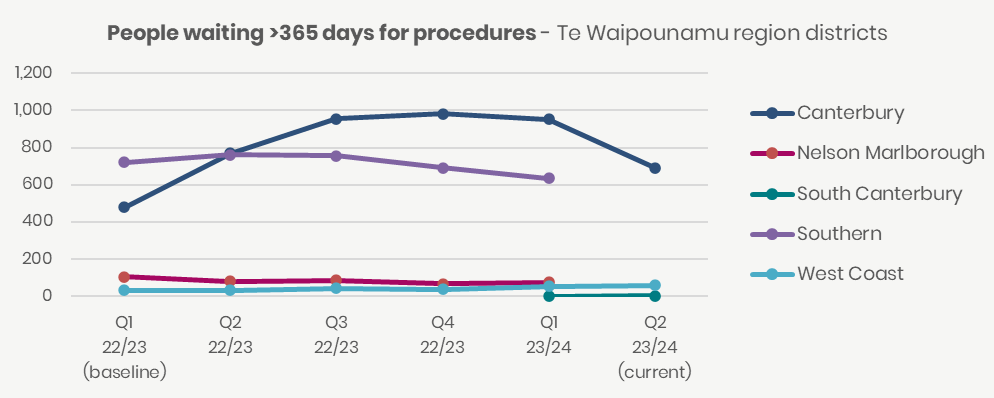 People waiting >365 days for procedures - Te Waipounamu region districts
1,200
1,000
800
600
400
200
0
Q1
22/23
(baseline)
Q2
22/23
Q3
22/23
Q4
22/23
Q1
23/24
Q2
23/24
(current)
Canterbury
Nelson Marlborough
South Canterbury
Southern
West Coast